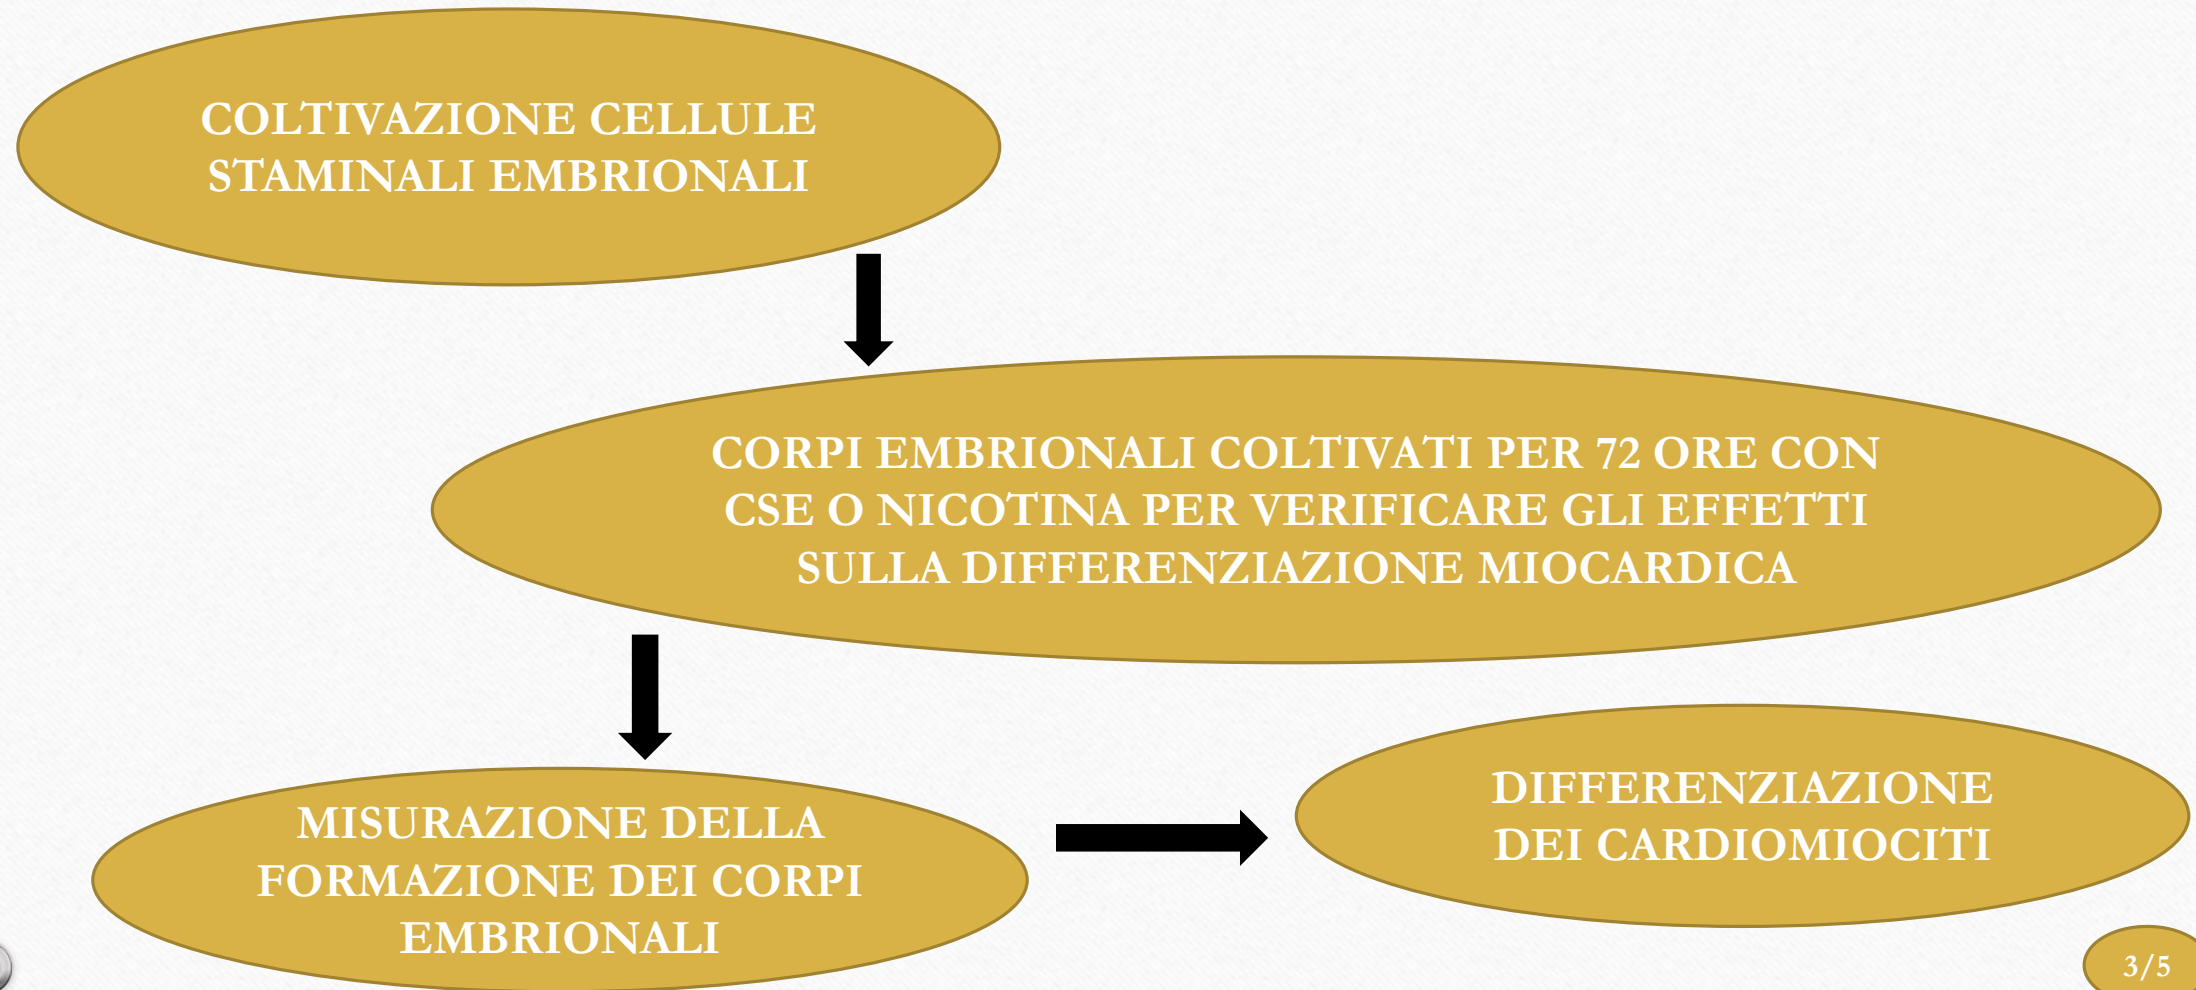 COLTIVAZIONE CELLULE
STAMINALI EMBRIONALI
CORPI EMBRIONALI COLTIVATI PER 72 ORE CON
CSE O NICOTINA PER VERIFICARE GLI EFFETTI
SULLA DIFFERENZIAZIONE MIOCARDICA
MISURAZIONE DELLA
FORMAZIONE DEI CORPI
EMBRIONALI
DIFFERENZIAZIONE
DEI CARDIOMIOCITI
3/5